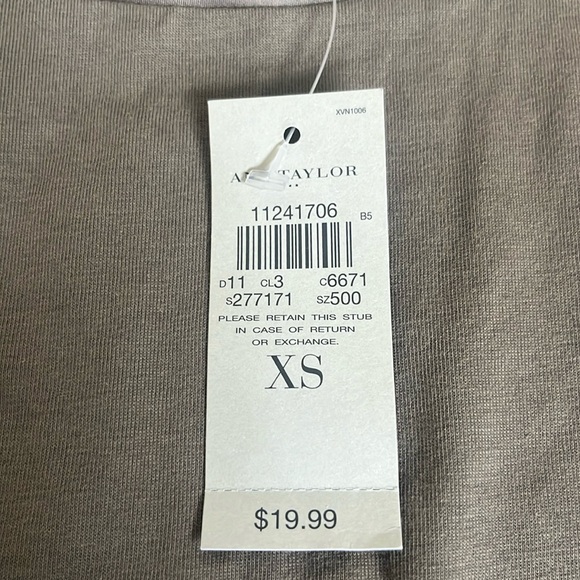 XVN1006
TAYLOR
11241706 B5
D11 CL3 C6671
S277171 SZ500
PLEASE RETAIN THIS STUB
IN CASE OF RETURN
OR EXCHANGE.
XS
$19.99